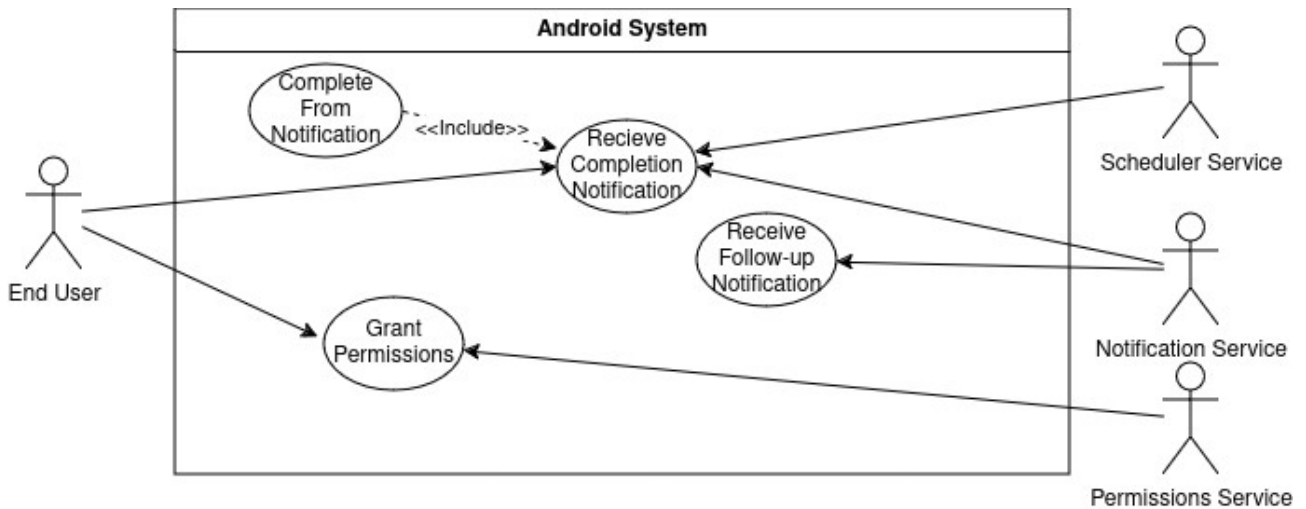 Android System
Complete
From
Notification
<<Include>>
Recieve
Completion
Notification
Scheduler Service
Receive
Follow-up
Notification
End User
Grant
Permissions
Notification Service
Permissions Service